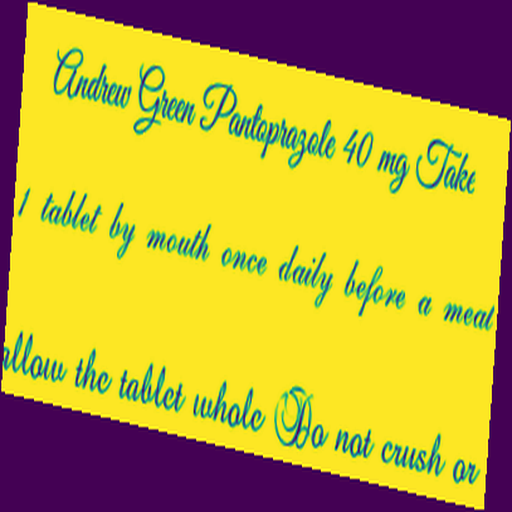 Andrew Green Pantoprazole 40 mg Take
1 tablet by mouth once daily before a meal
the tablet whole Do not crush or